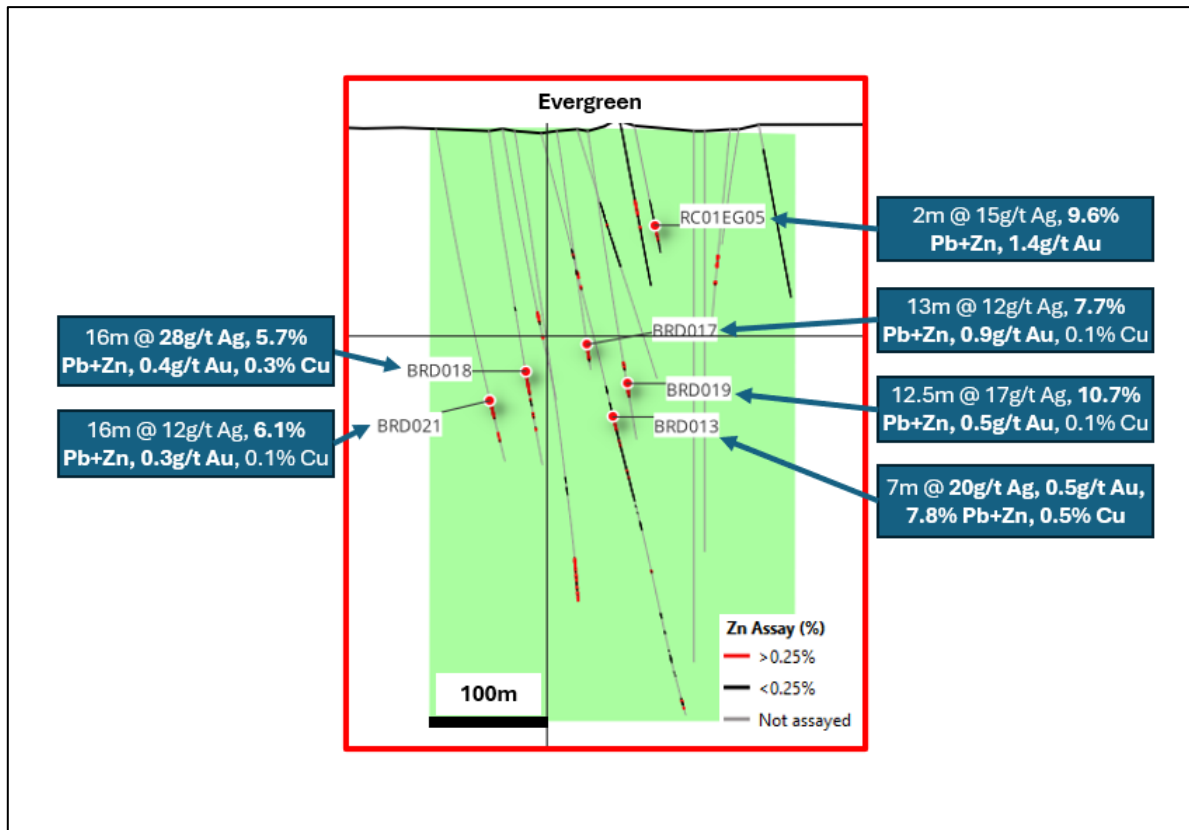 Evergreen
RC01EG05
2m @ 15g/t Ag, 9.6%
Pb+Zn, 1.4g/t Au
BRD017
13m @ 12g/t Ag, 7.7%
Pb+Zn, 0.9g/t Au, 0.1% Cu
16m @ 28g/t Ag, 5.7%
Pb+Zn, 0.4g/t Au, 0.3% Cu
BRD018
BRD019
12.5m @ 17g/t Ag, 10.7%
Pb+Zn, 0.5g/t Au, 0.1% Cu
16m @ 12g/t Ag, 6.1%
Pb+Zn, 0.3g/t Au, 0.1% Cu
BRD021
BRD013
7m @ 20g/t Ag, 0.5g/t Au,
7.8% Pb+Zn, 0.5% Cu
Zn Assay (%)
>0.25%
<0.25%
Not assayed
100m